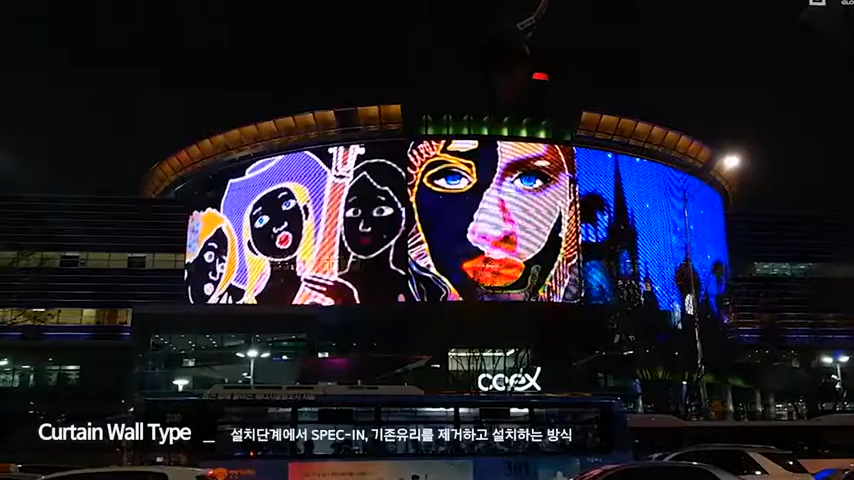 coex
Curtain Wall Type _ 설치단계에서 SPEC-IN, 기존유리를 제거하고 설치하는 방식